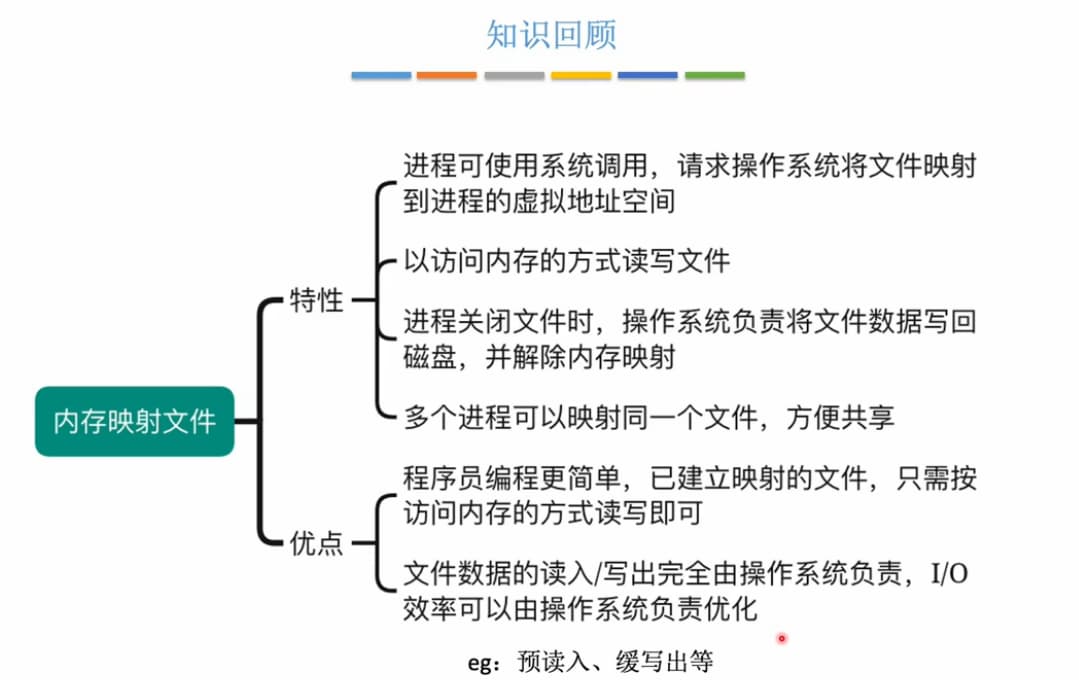 知识回顾
进程可使用系统调用，请求操作系统将文件映射
到进程的虚拟地址空间
以访问内存的方式读写文件
特性
进程关闭文件时，操作系统负责将文件数据写回
磁盘，并解除内存映射
多个进程可以映射同一个文件，方便共享
内存映射文件
程序员编程更简单，已建立映射的文件，只需按
访问内存的方式读写即可
优点
文件数据的读入/写出完全由操作系统负责，I/O
效率可以由操作系统负责优化
eg：预读入、缓写出等